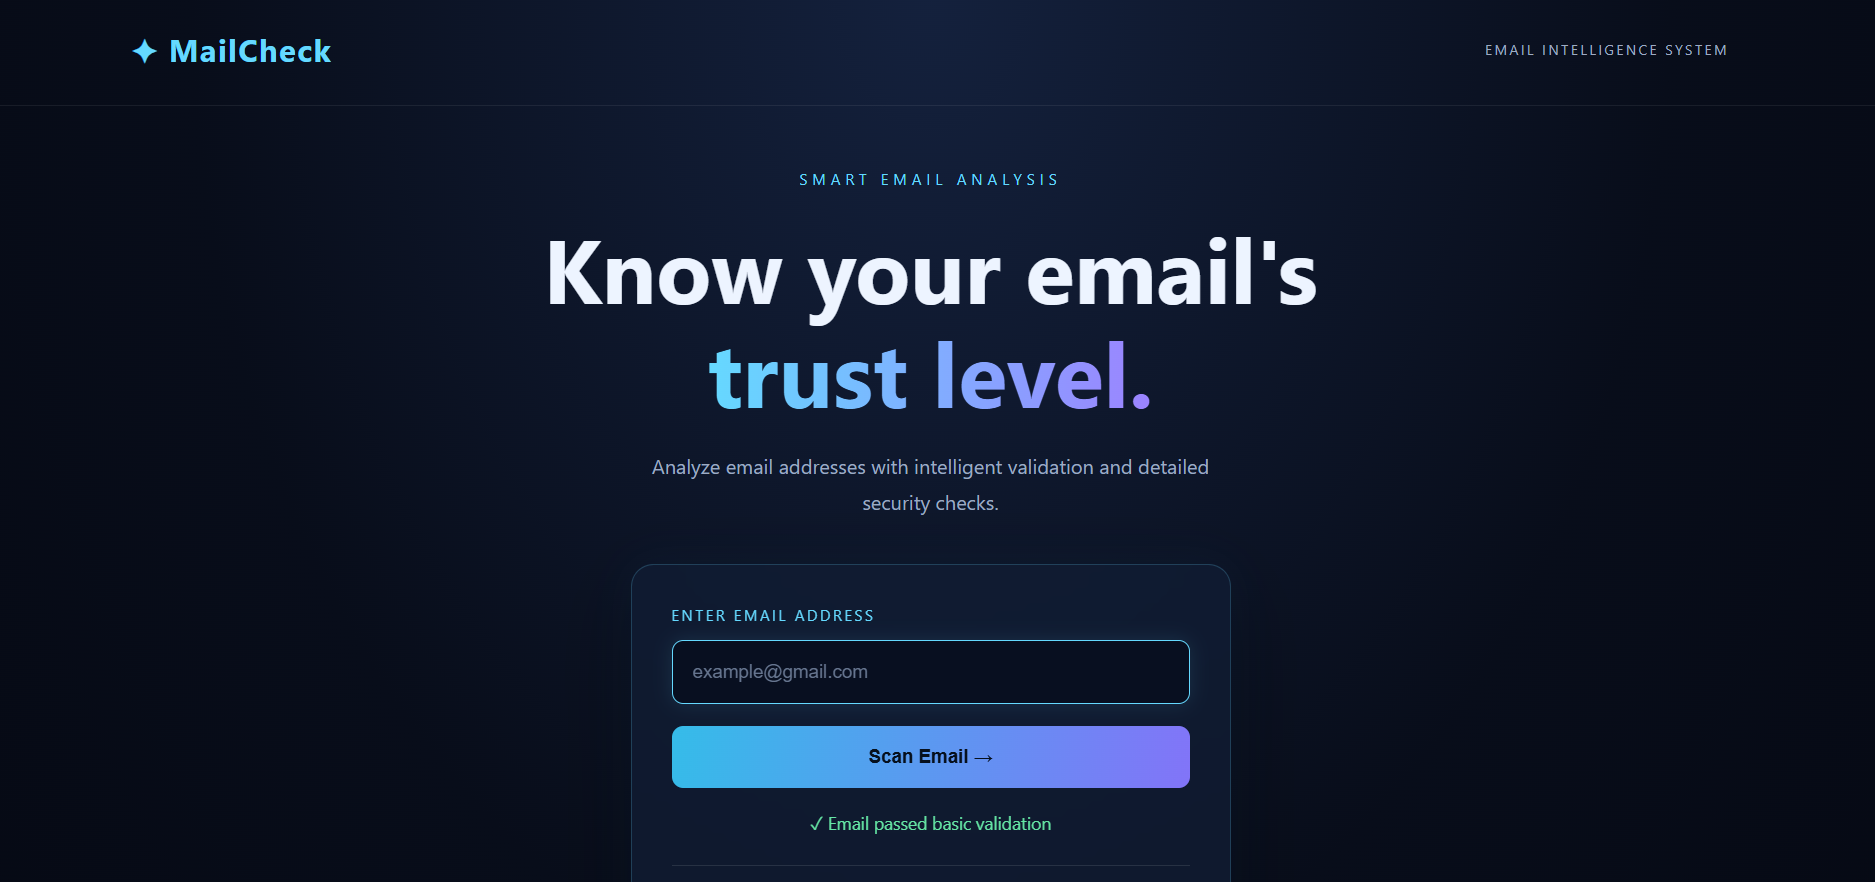 ✦ MailCheck
EMAIL INTELLIGENCE SYSTEM
SMART EMAIL ANALYSIS
Know your email's
trust level.
Analyze email addresses with intelligent validation and detailed
security checks.
ENTER EMAIL ADDRESS
example@gmail.com
Scan Email →
✓ Email passed basic validation